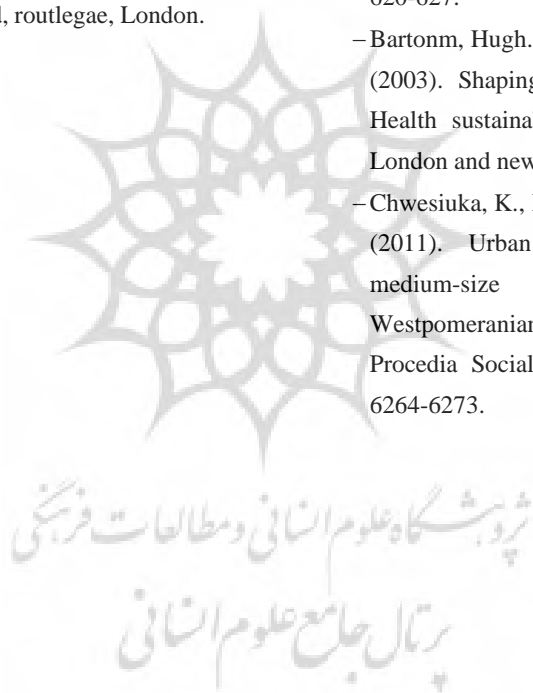 d, routlegae, London.
620-627.
– Bartonm, Hugh.
(2003). Shaping
Health sustaina
London and new
– Chwesiuka, K.,
(2011). Urban
medium-size
Westpomeranian
Procedia Social
6264-6273.
پژوهشگاه علوم انسانی و مطالعات فرهنگی
پرتال جامع علوم انسانی